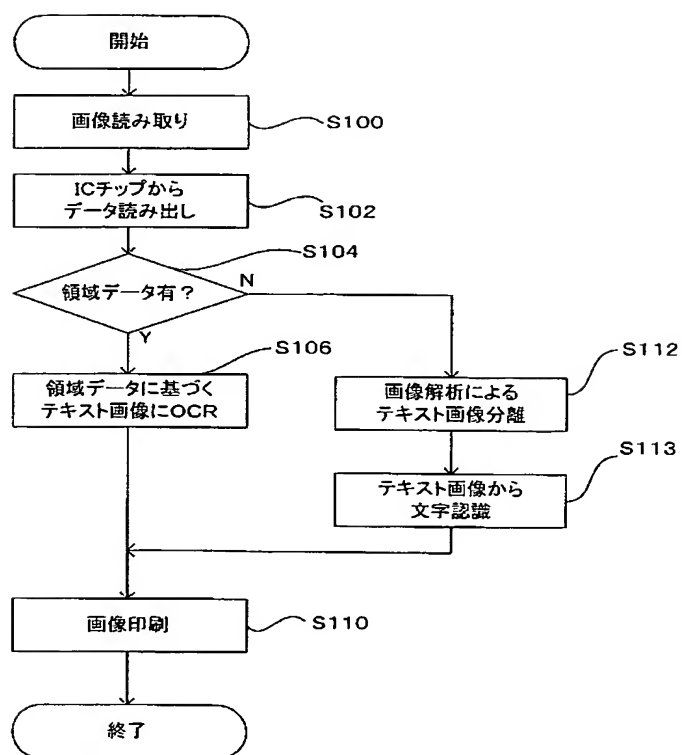 開始
画像読み取り
S100
ICチップから
データ読み出し
S102
S104
領域データ有？
N
Y
S106
領域データに基づく
テキスト画像にOCR
S112
画像解析による
テキスト画像分離
S113
テキスト画像から
文字認識
画像印刷
S110
終了